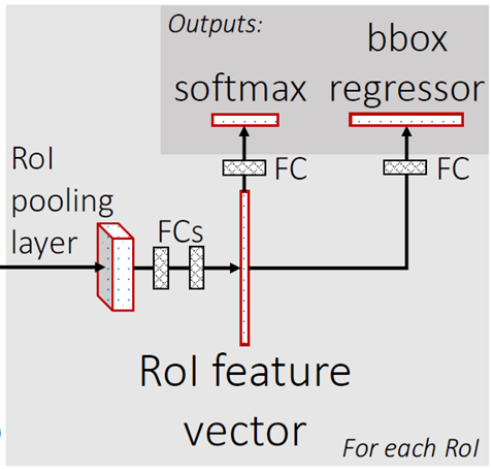 Outputs:
softmax
bbox
regressor
FC
FC
RoI
pooling
layer
FCs
RoI feature
vector
For each RoI